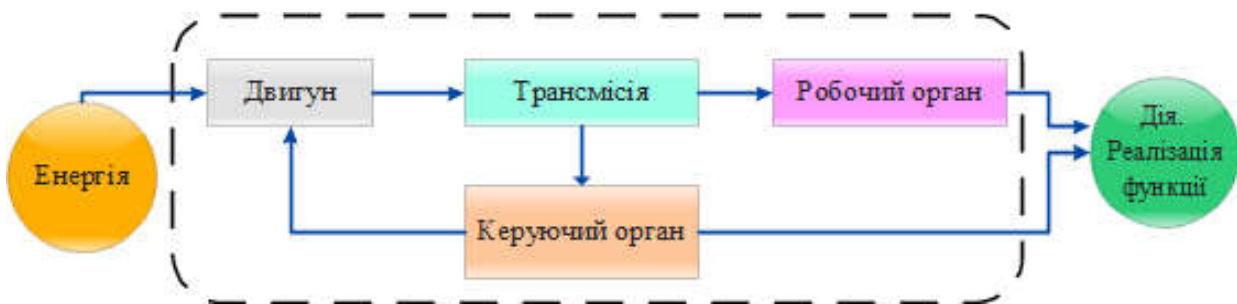 Енергія
Двигун
Трансмісія
Робочий орган
Керуючий орган
Дія.
Реалізація
функції